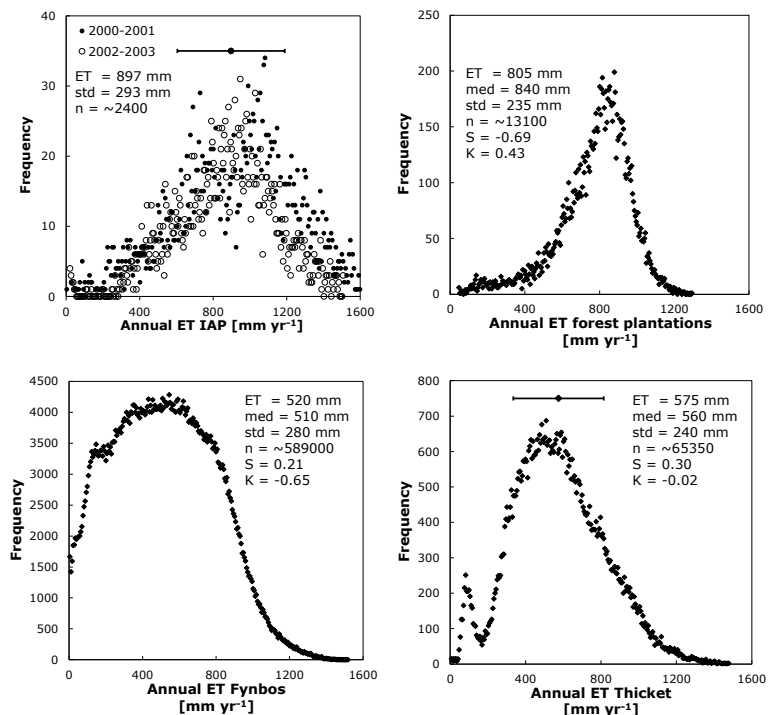 40
35
30
20
10
0
Frequency
2000-2001
2002-2003
ET = 897 mm
std = 293 mm
n = ~2400
0 400 800 1200 1600
Annual ET IAP [mm yr-1]
250
200
150
100
50
0
Frequency
ET = 805 mm
med = 840 mm
std = 235 mm
n = ~13100
S = -0.69
K = 0.43
0 400 800 1200 1600
Annual ET forest plantations
[mm yr-1]
4500
4000
3500
3000
2500
2000
1500
1000
500
0
Frequency
ET = 520 mm
med = 510 mm
std = 280 mm
n = ~589000
S = 0.21
K = -0.65
0 400 800 1200 1600
Annual ET Fynbos
[mm yr-1]
800
700
600
500
400
300
200
100
0
Frequency
ET = 575 mm
med = 560 mm
std = 240 mm
n = ~65350
S = 0.30
K = -0.02
0 400 800 1200 1600
Annual ET Thicket
[mm yr-1]